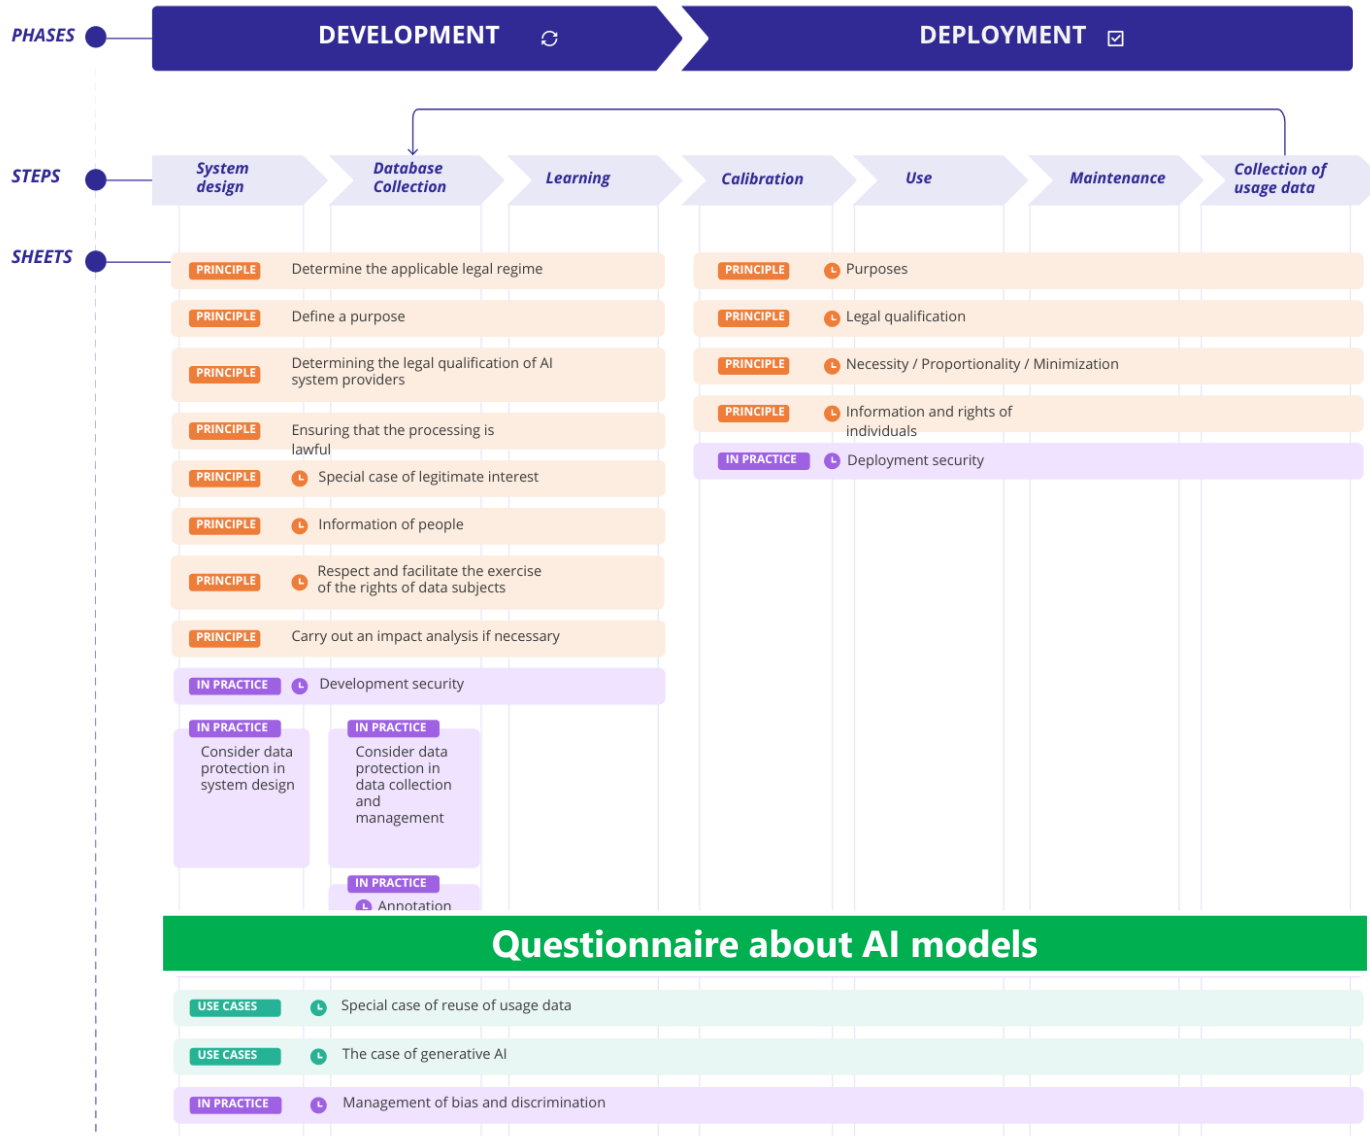 PHASES
DEVELOPMENT
DEPLOYMENT
STEPS
System
design
Database
Collection
Learning
Calibration
Use
Maintenance
Collection of
usage data
SHEETS
PRINCIPLE
Determine the applicable legal regime
PRINCIPLE
Purposes
PRINCIPLE
Define a purpose
PRINCIPLE
Legal qualification
PRINCIPLE
Determining the legal qualification of AI
system providers
PRINCIPLE
Necessity / Proportionality / Minimization
PRINCIPLE
Ensuring that the processing is
lawful
PRINCIPLE
Information and rights of
individuals
PRINCIPLE
Special case of legitimate interest
IN PRACTICE
Deployment security
PRINCIPLE
Information of people
PRINCIPLE
Respect and facilitate the exercise
of the rights of data subjects
PRINCIPLE
Carry out an impact analysis if necessary
IN PRACTICE
Development security
IN PRACTICE
Consider data
protection in
system design
IN PRACTICE
Consider data
protection in
data collection
and
management
IN PRACTICE
Annotation
Questionnaire about AI models
USE CASES
Special case of reuse of usage data
USE CASES
The case of generative AI
IN PRACTICE
Management of bias and discrimination